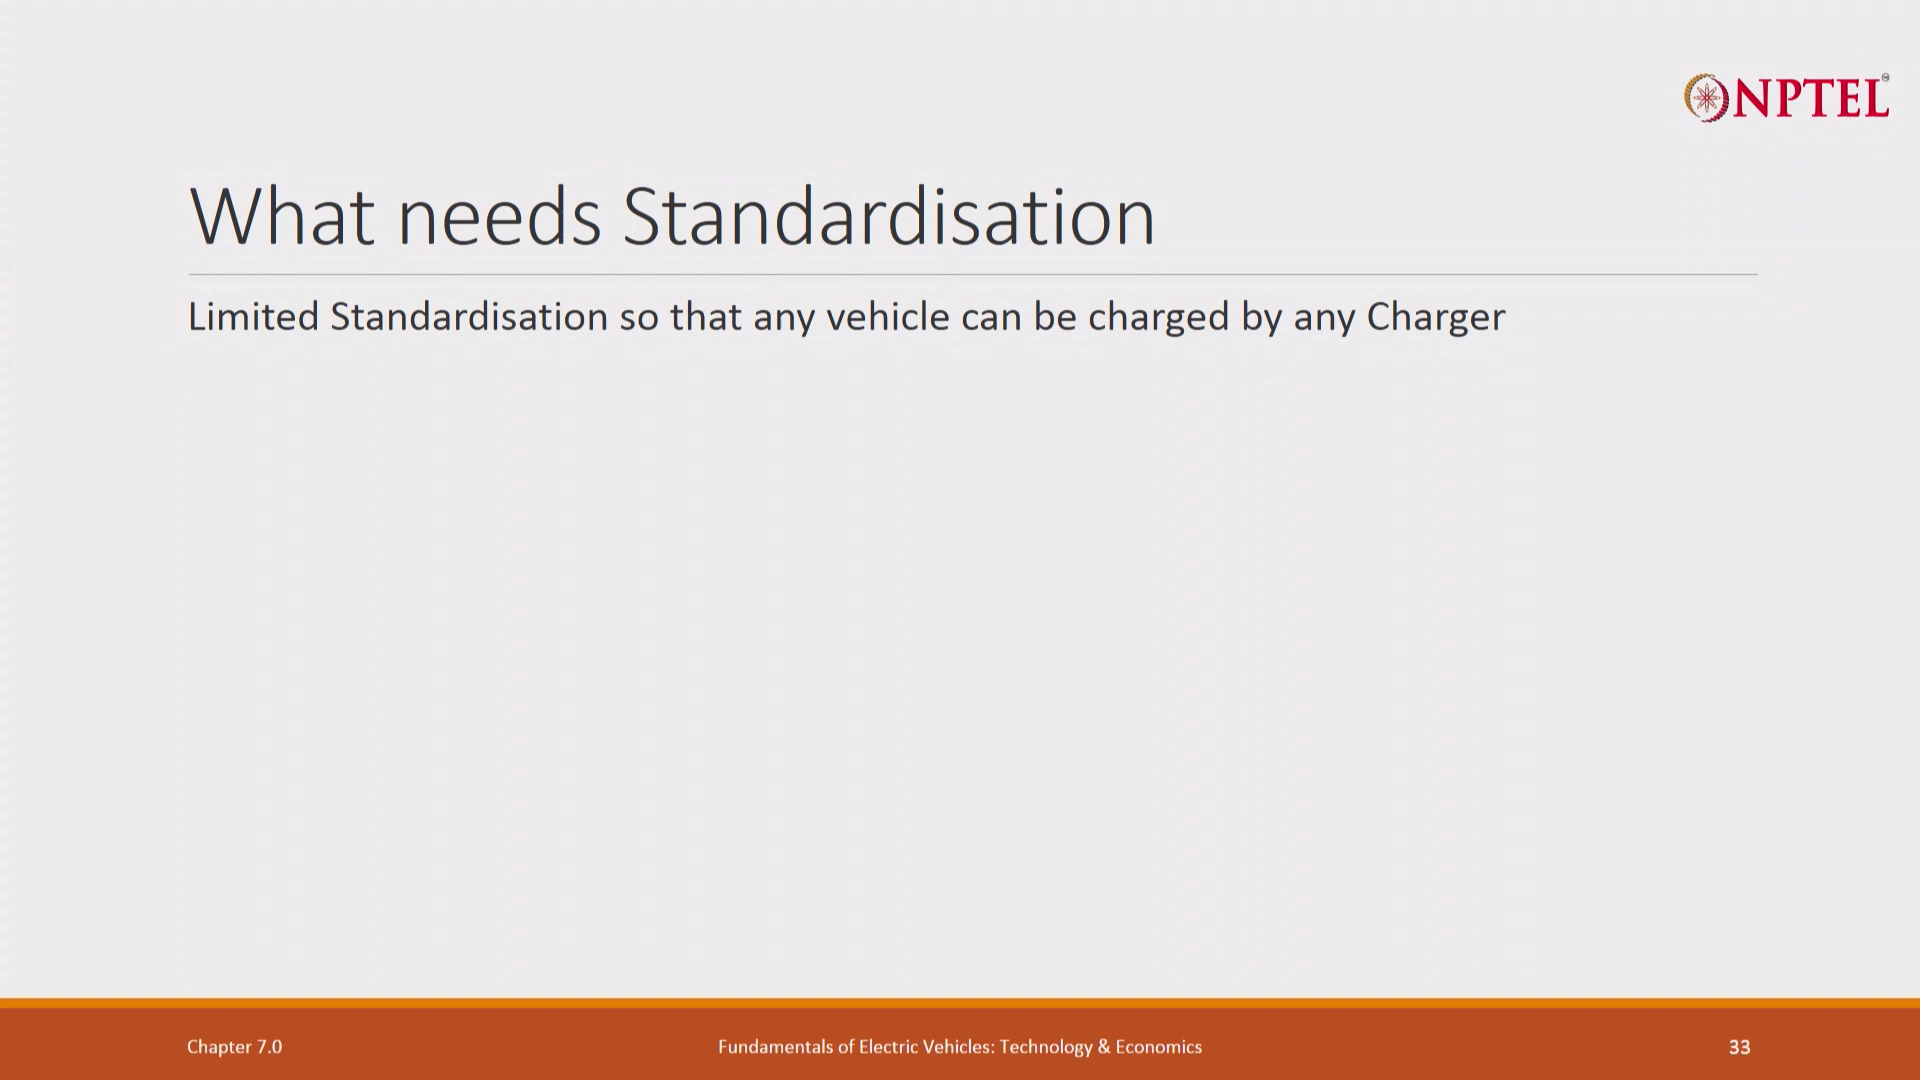 NPTEL
What needs Standardisation
Limited Standardisation so that any vehicle can be charged by any Charger
Chapter 7.0
Fundamentals of Electric Vehicles: Technology & Economics
33